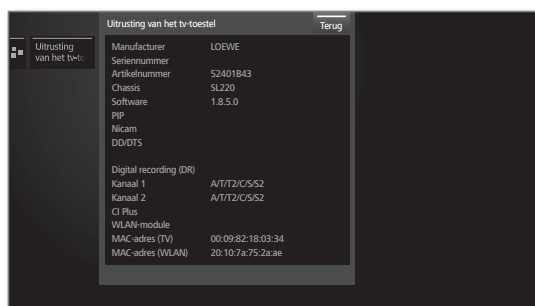 Uitrusting van het tv-toestel
Terug
Uitrusting
van het tv-to
Manufacturer LOEWE
Seriennummer
Artikelnummer 52401B43
Chassis SL220
Software 1.8.5.0
PIP
Nicam
DD/DTS
Digital recording (DR)
Kanaal 1 A/T/T2/C/S/S2
Kanaal 2 A/T/T2/C/S/S2
CI Plus
WLAN-module
MAC-adres (TV) 00:09:82:18:03:34
MAC-adres (WLAN) 20:10:7a:75:2a:ae